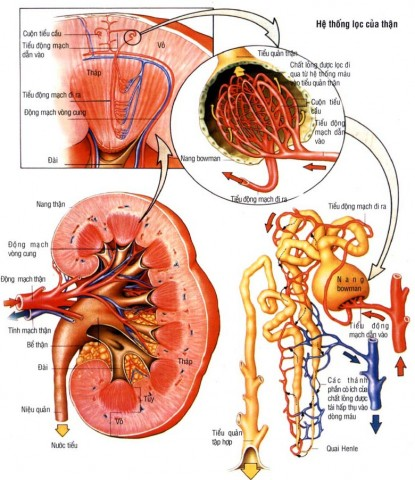 Hệ thống lọc của thận
Cuộn tiểu cầu
Tiểu động mạch
dẫn vào
Vỏ
Tháp
Tiểu động mạch đi ra
Động mạch vòng cung
Đài
Tiểu quản thận
Chất lỏng được lọc đi
qua từ hệ thống máu
vào tiểu quản thận
Cuộn tiểu
cầu
Tiểu động
mạch dẫn
vào
Nang bowman
Tiểu động mạch đi ra
Nang thận
Động mạch
vòng cung
Động mạch thận
Tĩnh mạch thận
Bể thận
Đài
Tháp
Tủy
Vỏ
Niệu quản
Nước tiểu
Tiểu động mạch đi ra
Nang
bowman
Tiểu động
mạch dẫn vào
Các thành
phần có ích của
chất lỏng được
tái hấp thụ vào
dòng máu
Tiểu quản
tập hợp
Quai Henle